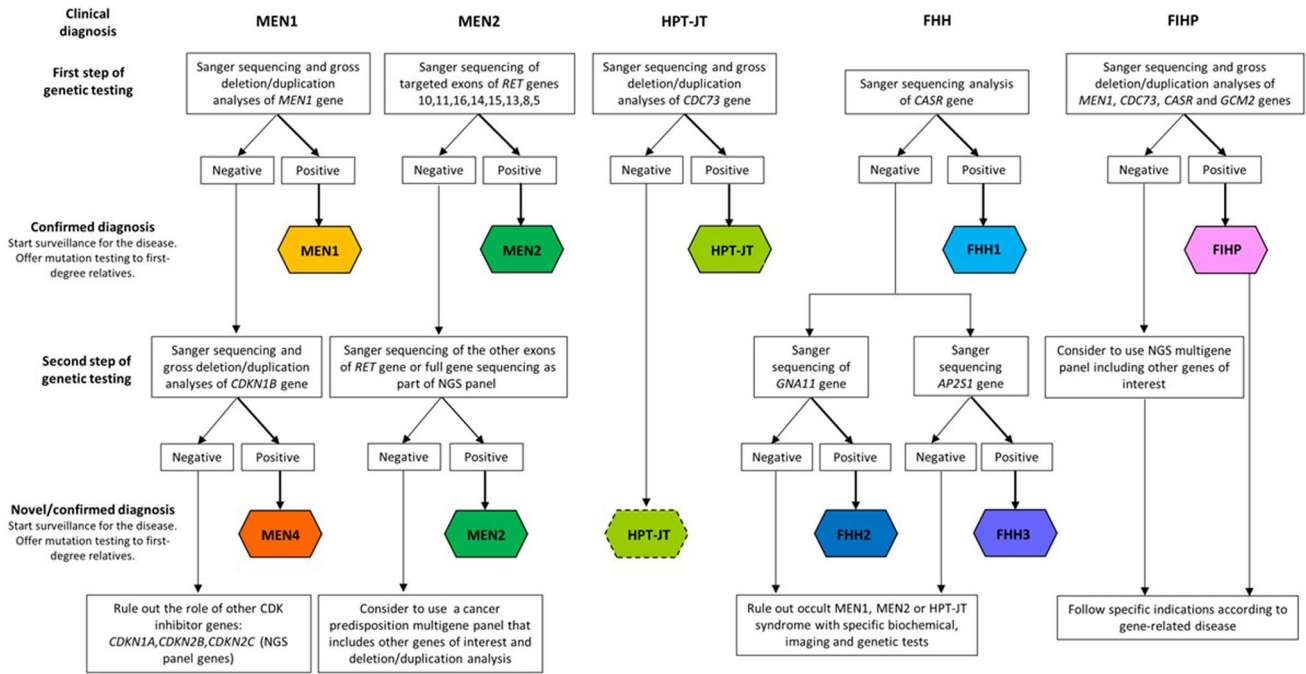 Clinical
diagnosis
MEN1
MEN2
HPT-JT
FHH
FIHP
First step of
genetic testing
Sanger sequencing and gross
deletion/duplication
analyses of MEN1 gene
Sanger sequencing of
targeted exons of RET genes
10,11,16,14,15,13,8,5
Sanger sequencing and gross
deletion/duplication
analyses of CDC73 gene
Sanger sequencing analysis
of CASR gene
Sanger sequencing and gross
deletion/duplication analyses of
MEN1, CDC73, CASR and GCM2 genes
Negative
Positive
Negative
Positive
Negative
Positive
Negative
Positive
Negative
Positive
Confirmed diagnosis
Start surveillance for the disease.
Offer mutation testing to first-
degree relatives.
MEN1
MEN2
HPT-JT
FHH1
FIHP
Second step of
genetic testing
Sanger sequencing and
gross deletion/duplication
analyses of CDKN1B gene
Sanger sequencing of the other exons
of RET gene or full gene sequencing as
part of NGS panel
Sanger
sequencing of
GNA11 gene
Sanger
sequencing
AP2S1 gene
Consider to use NGS multigene
panel including other genes of
interest
Negative
Positive
Negative
Positive
Negative
Positive
Negative
Positive
Novel/confirmed diagnosis
Start surveillance for the disease.
Offer mutation testing to first-
degree relatives.
MEN4
MEN2
HPT-JT
FHH2
FHH3
Rule out the role of other CDK
inhibitor genes:
CDKN1A,CDKN2B,CDKN2C (NGS
panel genes)
Consider to use a cancer
predisposition multigene panel that
includes other genes of interest and
deletion/duplication analysis
Rule out occult MEN1, MEN2 or HPT-JT
syndrome with specific biochemical,
imaging and genetic tests
Follow specific indications according to
gene-related disease